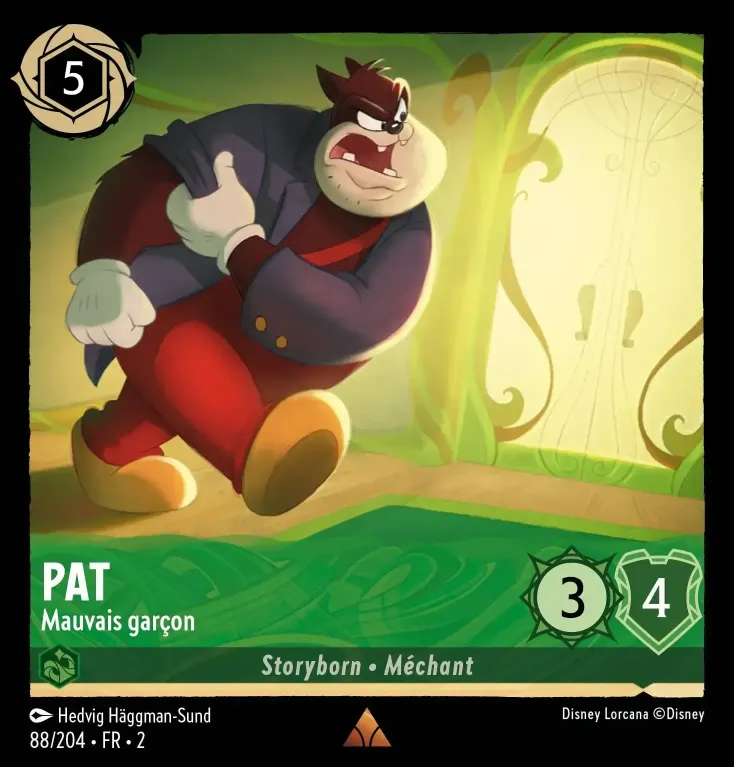 5
PAT
Mauvais garçon
3
4
Storyborn • Méchant
Hedvig Häggman-Sund
Disney Lorcana ©Disney
88/204 • FR • 2